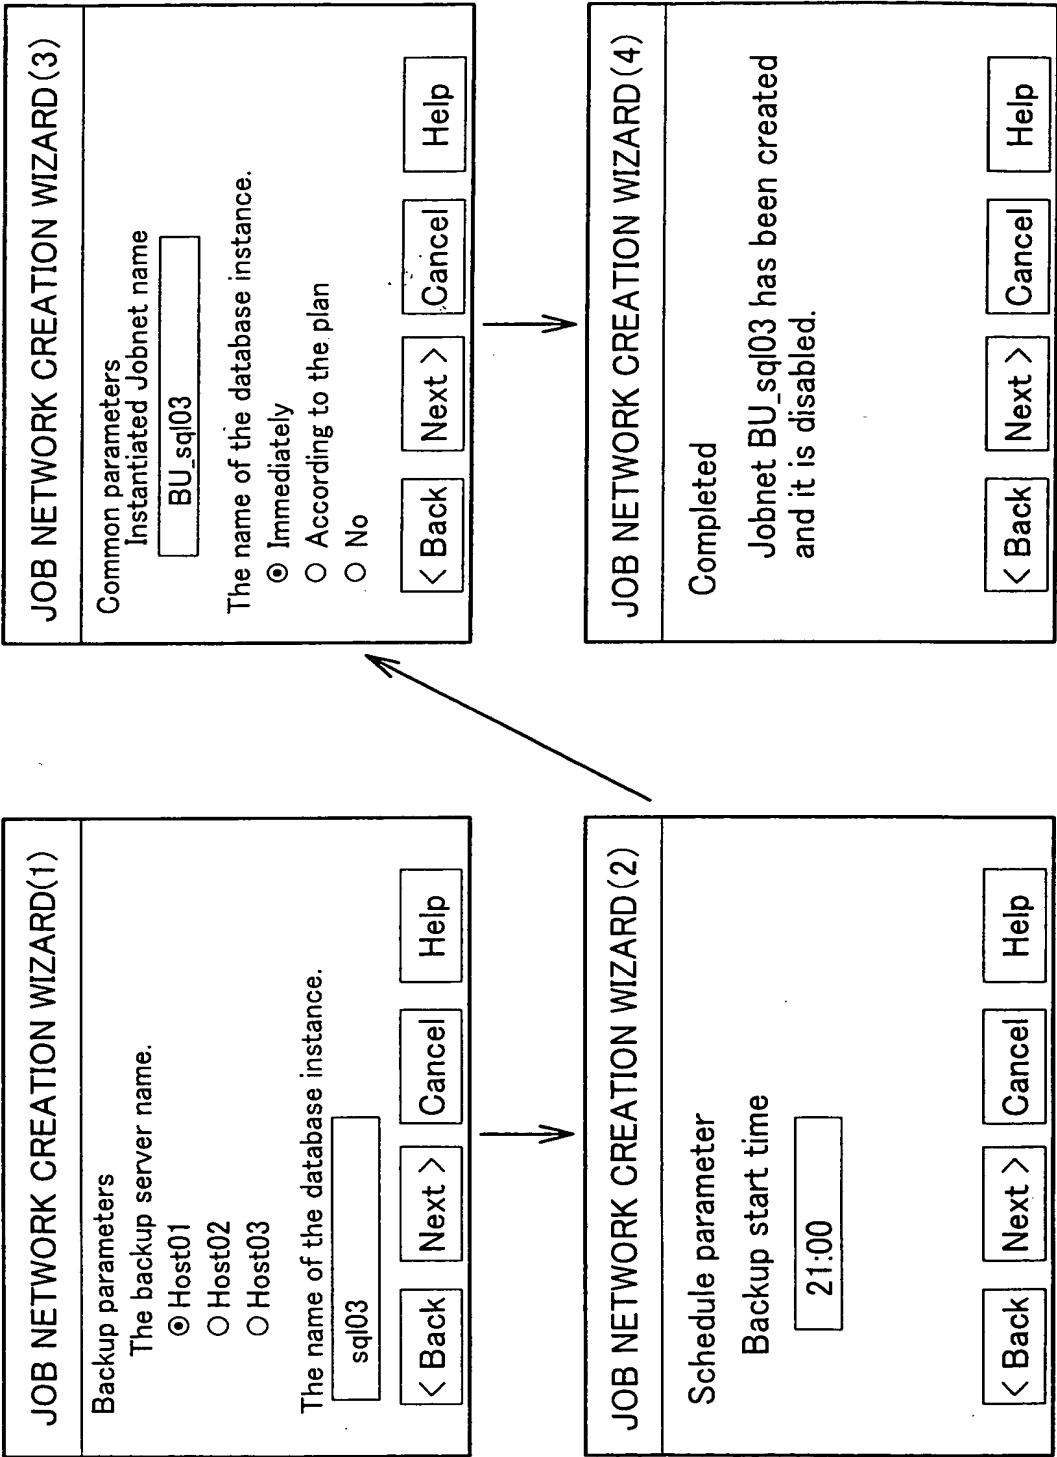 JOB NETWORK CREATION WIZARD(1)
Backup parameters
The backup server name.
Host01
Host02
Host03
The name of the database instance.
sql03
< Back
Next >
Cancel
Help
JOB NETWORK CREATION WIZARD(2)
Schedule parameter
Backup start time
21:00
< Back
Next >
Cancel
Help
JOB NETWORK CREATION WIZARD(3)
Common parameters
Instantiated Jobnet name
BU_sql03
The name of the database instance.
Immediately
According to the plan
No
< Back
Next >
Cancel
Help
JOB NETWORK CREATION WIZARD(4)
Completed
Jobnet BU_sql03 has been created
and it is disabled.
< Back
Next >
Cancel
Help